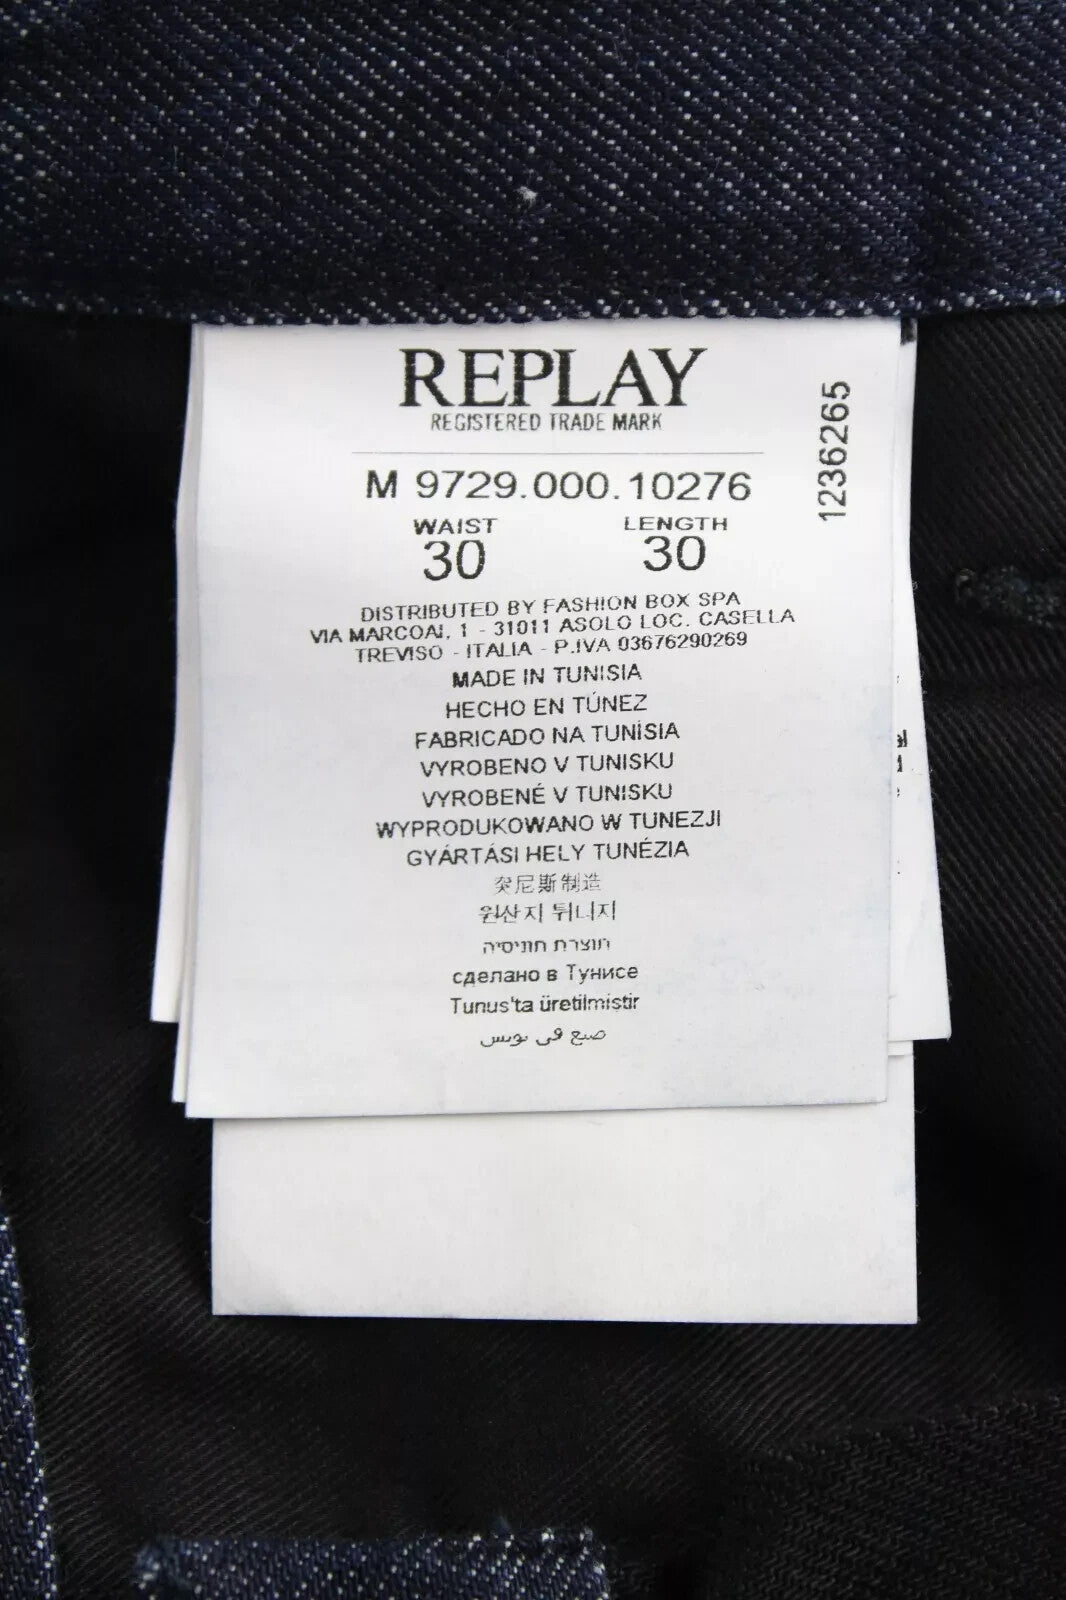 REPLAY
REGISTERED TRADE MARK
1236265
M 9729.000.10276
WAIST LENGTH
30 30
DISTRIBUTED BY FASHION BOX SPA
VIA MARCOAI, 1 - 31011 ASOLO LOC. CASELLA
TREVISO - ITALIA - P.IVA 03676290269
MADE IN TUNISIA
HECHO EN TÚNEZ
FABRICADO NA TUNÍSIA
VYROBENO V TUNISKU
VYROBENÉ V TUNISKU
WYPRODUKOWANO W TUNEZJI
GYÁRTÁSI HELY TUNÉZIA
突尼斯制造
원산지 튀니지
תוצרת תוניסיה
сделано в Тунисе
Tunus'ta üretilmistir
صنع في تونس